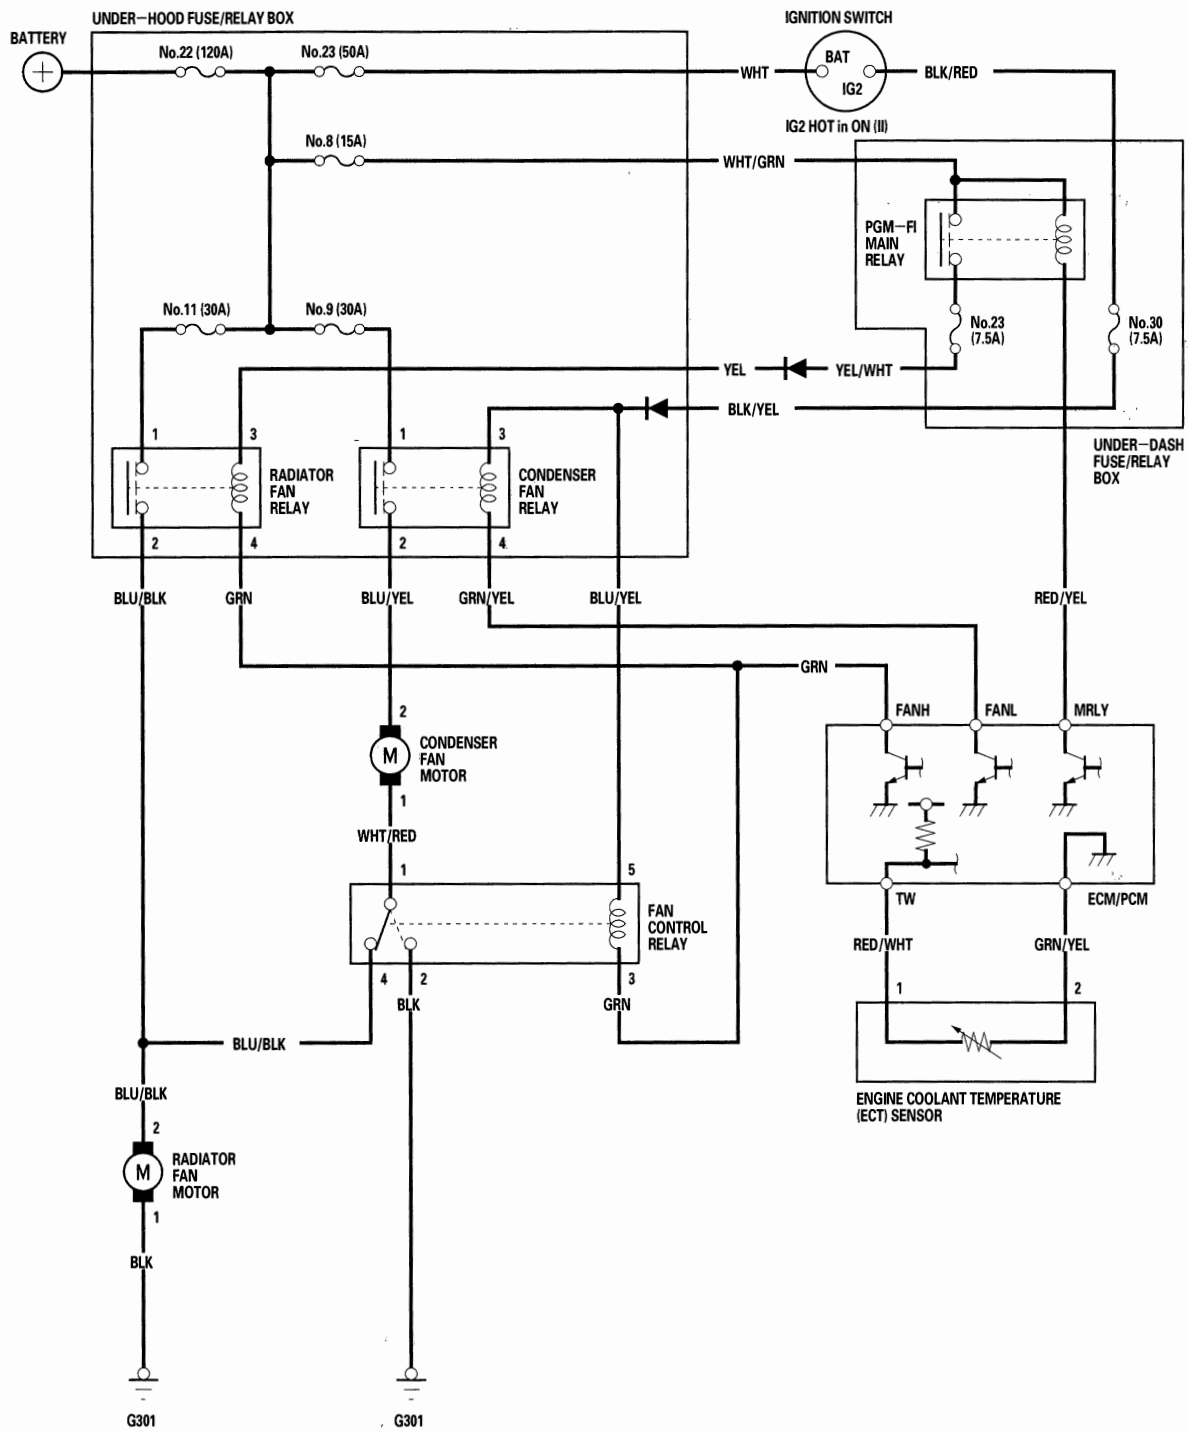 UNDER-HOOD FUSE/RELAY BOX
IGNITION SWITCH
BATTERY
No.22 (120A)
No.23 (50A)
BAT
WHT
BLK/RED
IG2
IG2 HOT in ON (II)
No.8 (15A)
WHT/GRN
PGM-FI
MAIN
RELAY
No.11 (30A)
No.9 (30A)
No.23
(7.5A)
No.30
(7.5A)
YEL
YEL/WHT
BLK/YEL
1
3
1
3
UNDER-DASH
FUSE/RELAY
BOX
RADIATOR
FAN
RELAY
CONDENSER
FAN
RELAY
2
4
2
4
BLU/BLK
GRN
BLU/YEL
GRN/YEL
BLU/YEL
RED/YEL
GRN
2
FANH
FANL
MRLY
M
CONDENSER
FAN
MOTOR
1
WHT/RED
1
5
TW
ECM/PCM
FAN
CONTROL
RELAY
RED/WHT
GRN/YEL
4
2
3
1
2
BLK
GRN
BLU/BLK
BLU/BLK
ENGINE COOLANT TEMPERATURE
(ECT) SENSOR
2
M
RADIATOR
FAN
MOTOR
1
BLK
G301
G301